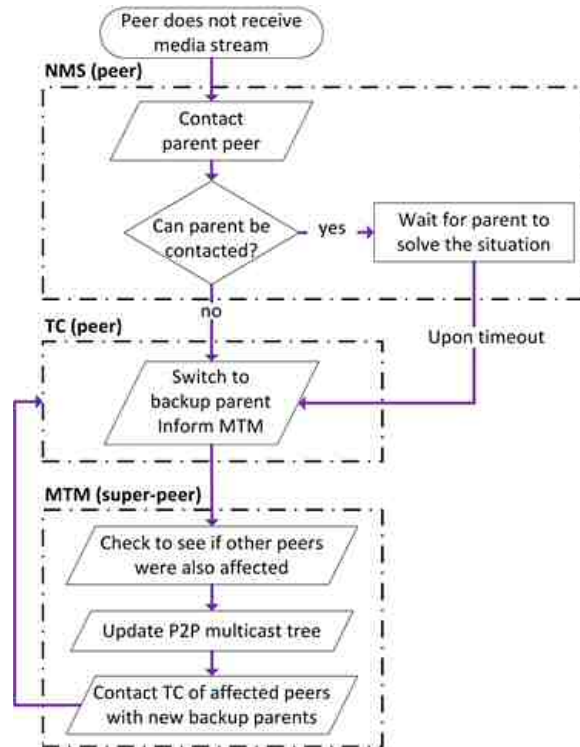 Peer does not receive
media stream
NMS (peer)
Contact
parent peer
Can parent be
contacted?
yes
Wait for parent to
solve the situation
no
Upon timeout
TC (peer)
Switch to
backup parent
Inform MTM
MTM (super-peer)
Check to see if other peers
were also affected
Update P2P multicast tree
Contact TC of affected peers
with new backup parents